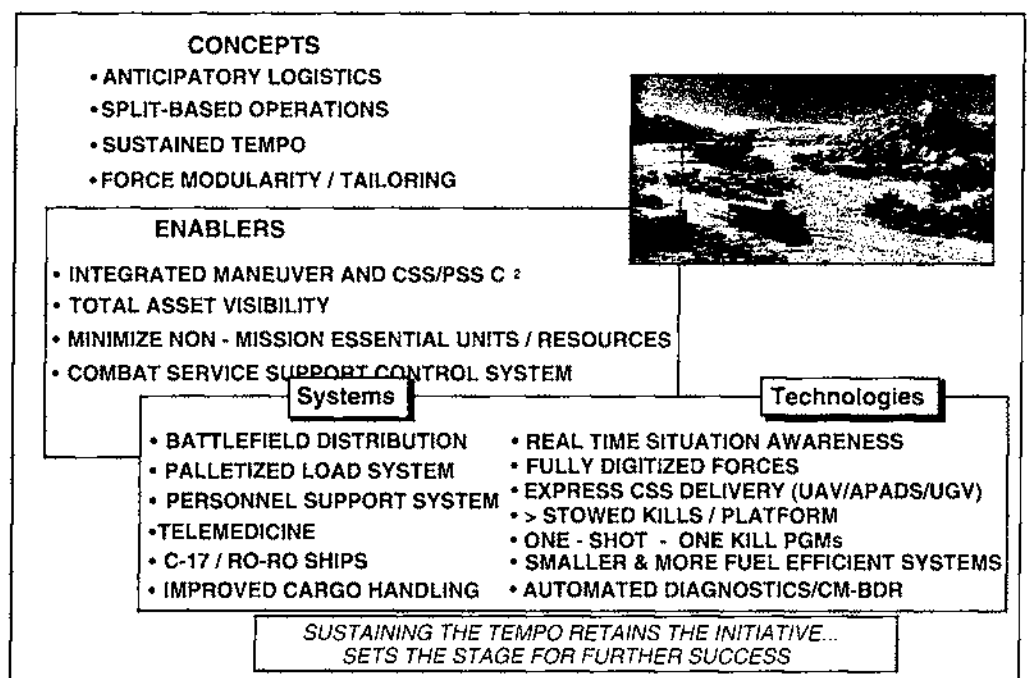 CONCEPTS
• ANTICIPATORY LOGISTICS
• SPLIT-BASED OPERATIONS
• SUSTAINED TEMPO
• FORCE MODULARITY / TAILORING
ENABLERS
• INTEGRATED MANEUVER AND CSS/PSS C ²
• TOTAL ASSET VISIBILITY
• MINIMIZE NON - MISSION ESSENTIAL UNITS / RESOURCES
• COMBAT SERVICE SUPPORT CONTROL SYSTEM
Systems
• BATTLEFIELD DISTRIBUTION
• PALLETIZED LOAD SYSTEM
• PERSONNEL SUPPORT SYSTEM
•TELEMEDICINE
• C-17 / RO-RO SHIPS
• IMPROVED CARGO HANDLING
Technologies
• REAL TIME SITUATION AWARENESS
• FULLY DIGITIZED FORCES
• EXPRESS CSS DELIVERY (UAV/APADS/UGV)
• > STOWED KILLS / PLATFORM
• ONE - SHOT - ONE KILL PGMs
• SMALLER & MORE FUEL EFFICIENT SYSTEMS
• AUTOMATED DIAGNOSTICS/CM-BDR
SUSTAINING THE TEMPO RETAINS THE INITIATIVE...
SETS THE STAGE FOR FURTHER SUCCESS